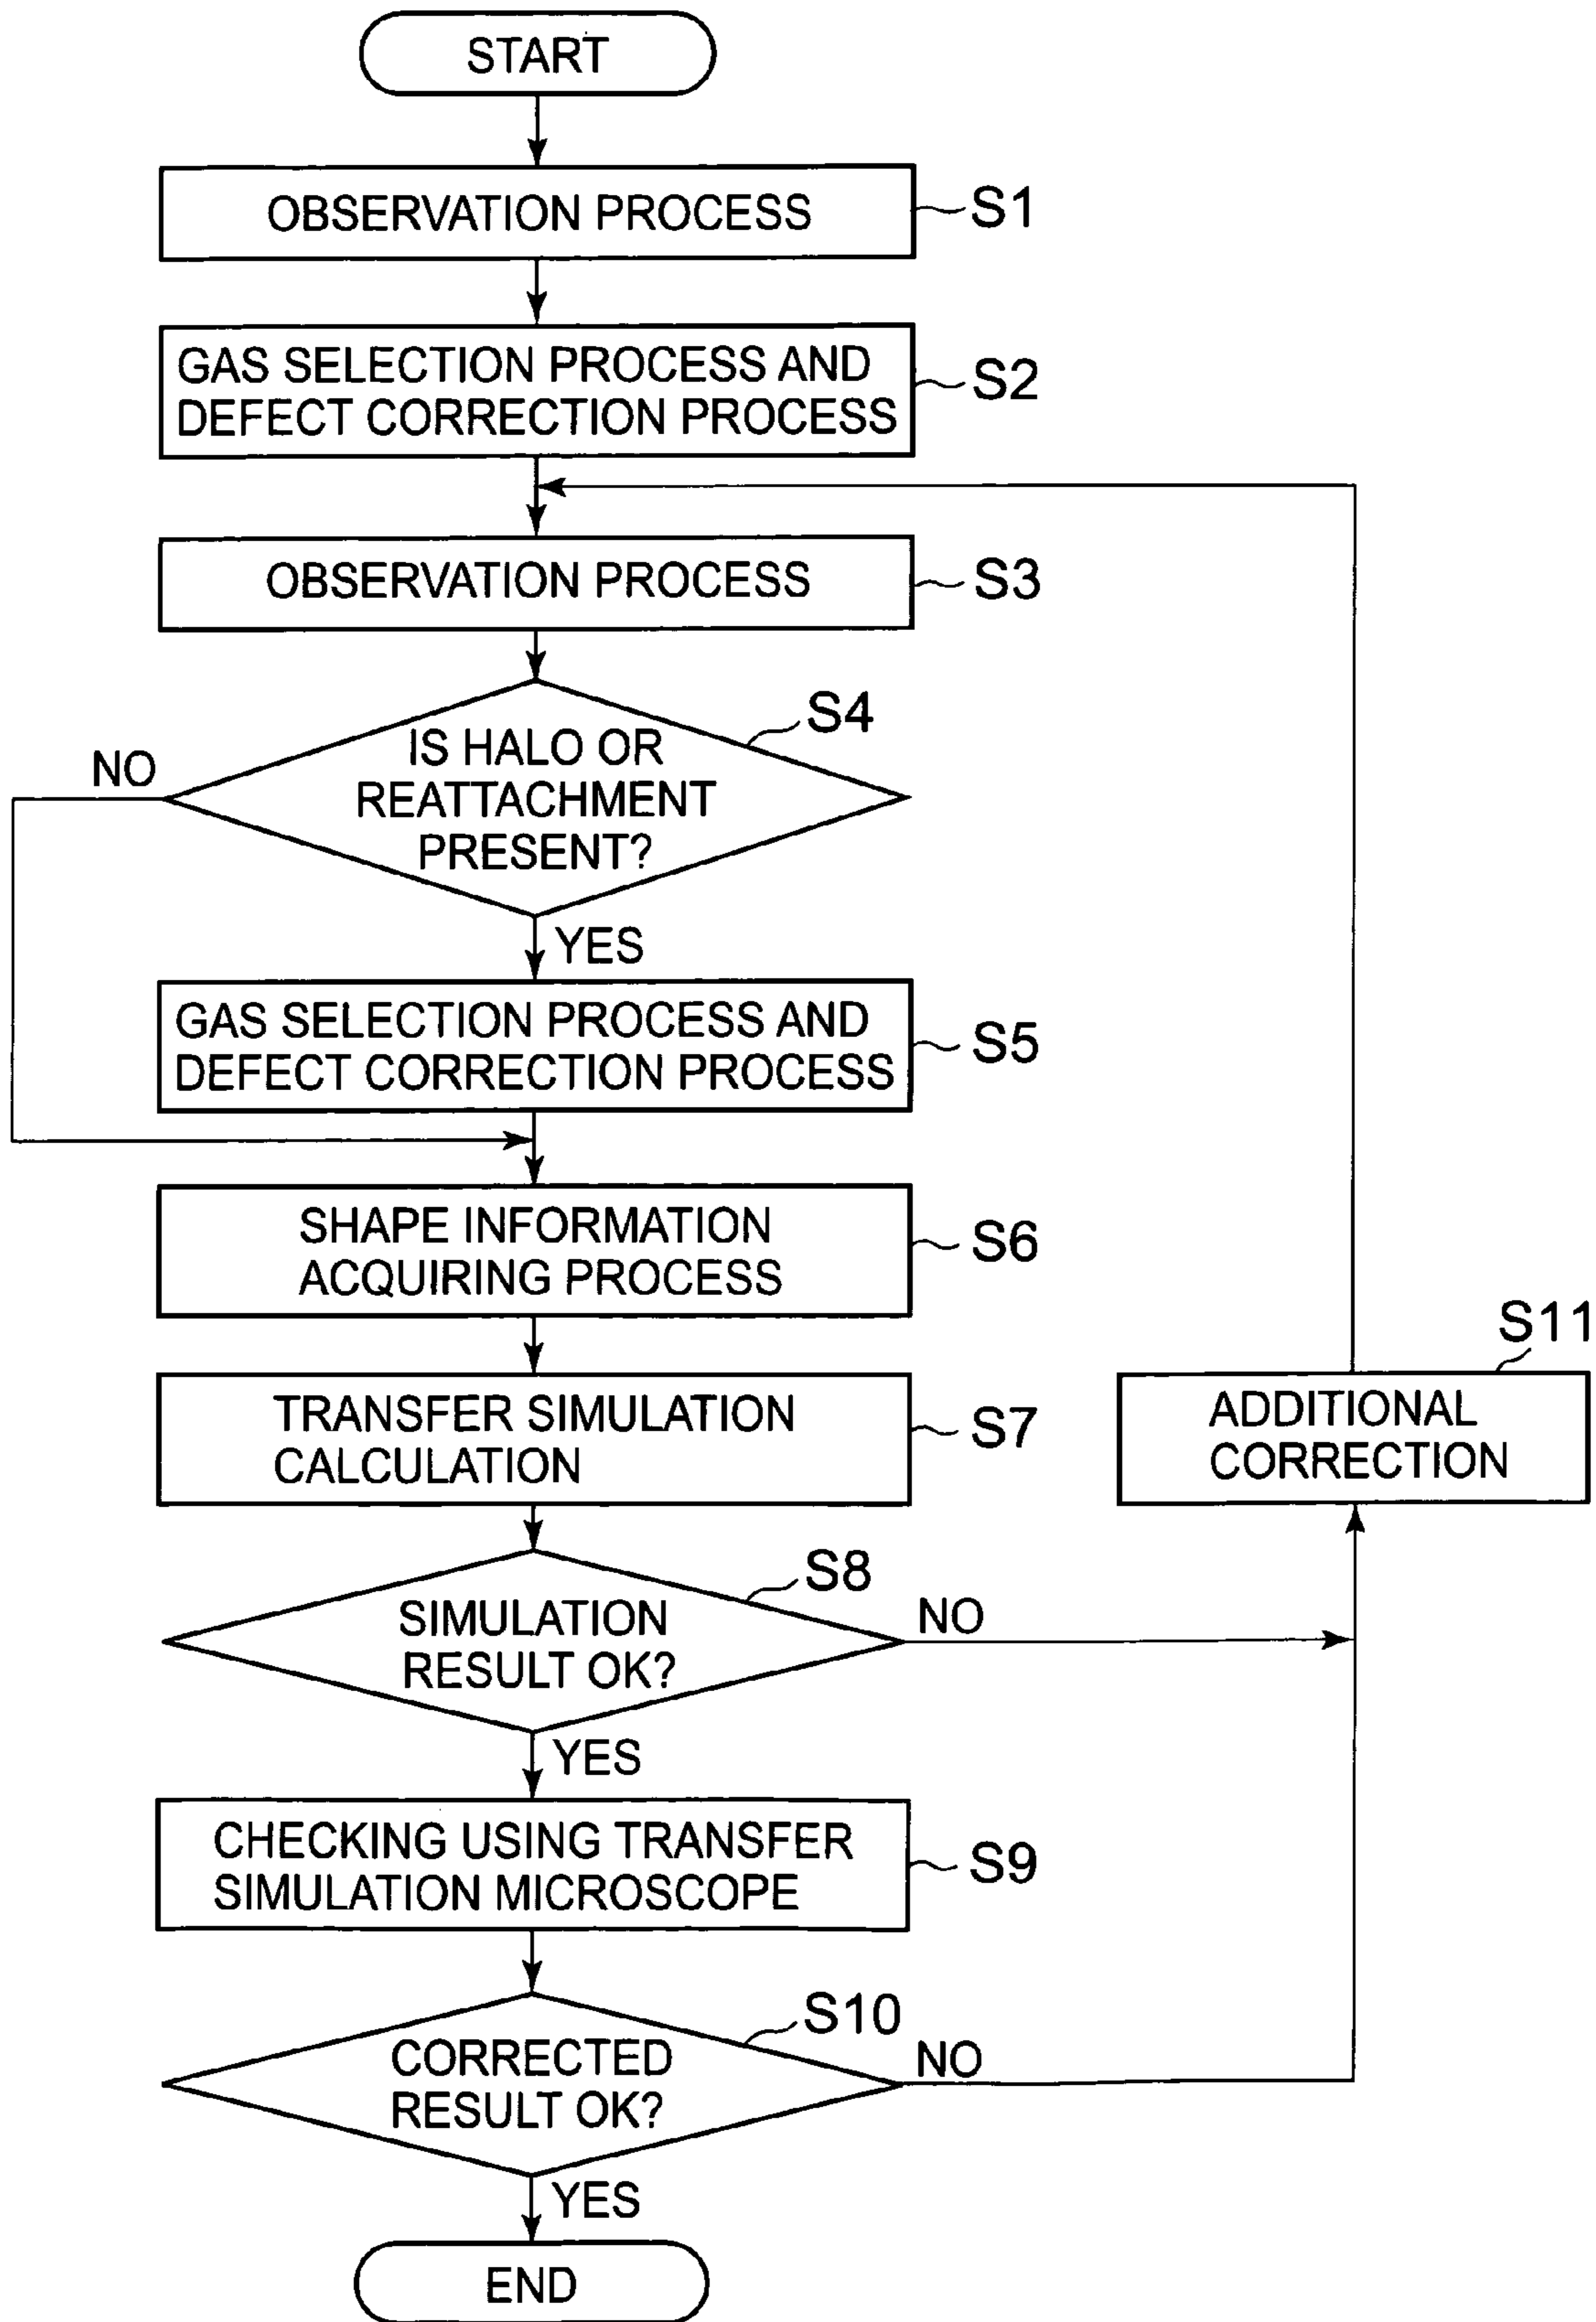 START
OBSERVATION PROCESS
S1
GAS SELECTION PROCESS AND
DEFECT CORRECTION PROCESS
S2
OBSERVATION PROCESS
S3
S4
IS HALO OR
REATTACHMENT
PRESENT?
NO
YES
GAS SELECTION PROCESS AND
DEFECT CORRECTION PROCESS
S5
SHAPE INFORMATION
ACQUIRING PROCESS
S6
TRANSFER SIMULATION
CALCULATION
S7
S11
ADDITIONAL
CORRECTION
S8
SIMULATION
RESULT OK?
NO
YES
CHECKING USING TRANSFER
SIMULATION MICROSCOPE
S9
S10
CORRECTED
RESULT OK?
NO
YES
END